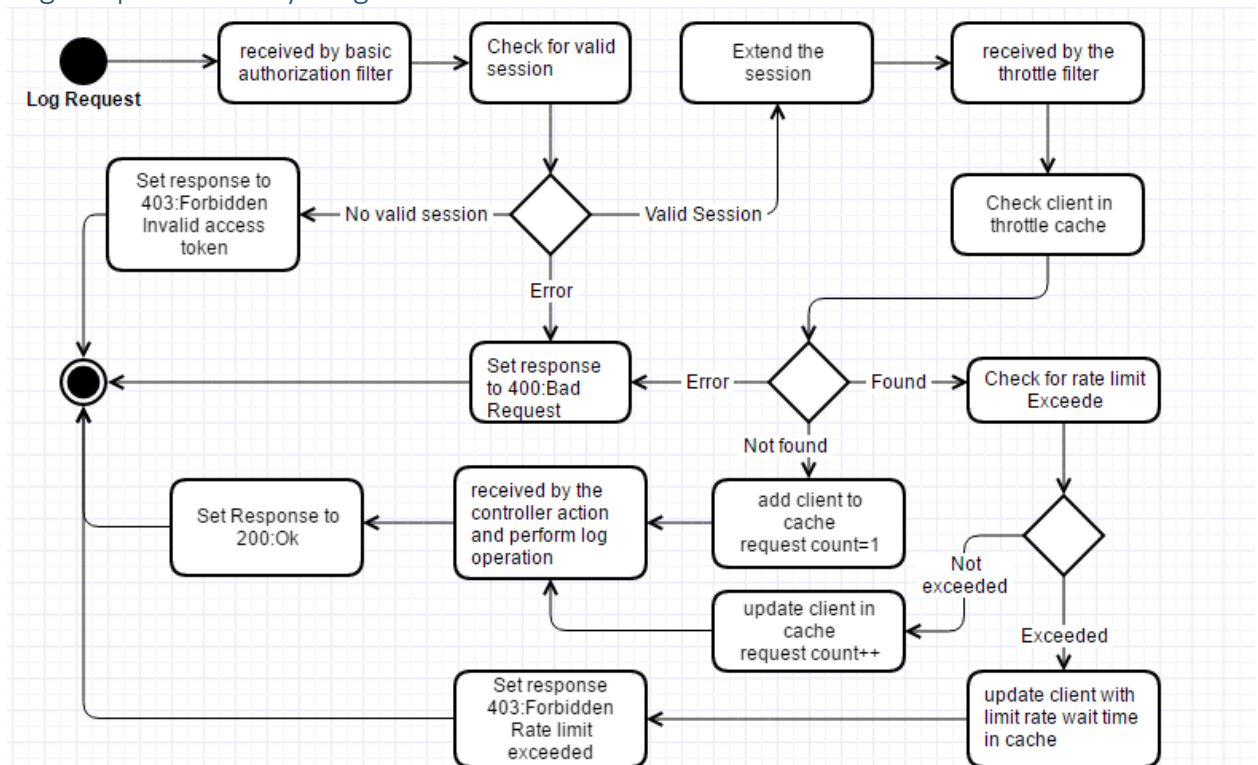 received by basic
authorization filter
Check for valid
session
Extend the
session
received by the
throttle filter
Log Request
Set response to
403:Forbidden
Invalid access
token
No valid session
Valid Session
Check client in
throttle cache
Error
Set response
to 400:Bad
Request
Error
Found
Check for rate limit
Exceede
Not found
Set Response to
200:Ok
received by the
controller action
and perform log
operation
add client to
cache
request count=1
Not
exceeded
update client in
cache
request count++
Exceeded
Set response
403:Forbidden
Rate limit
exceeded
update client with
limit rate wait time
in cache